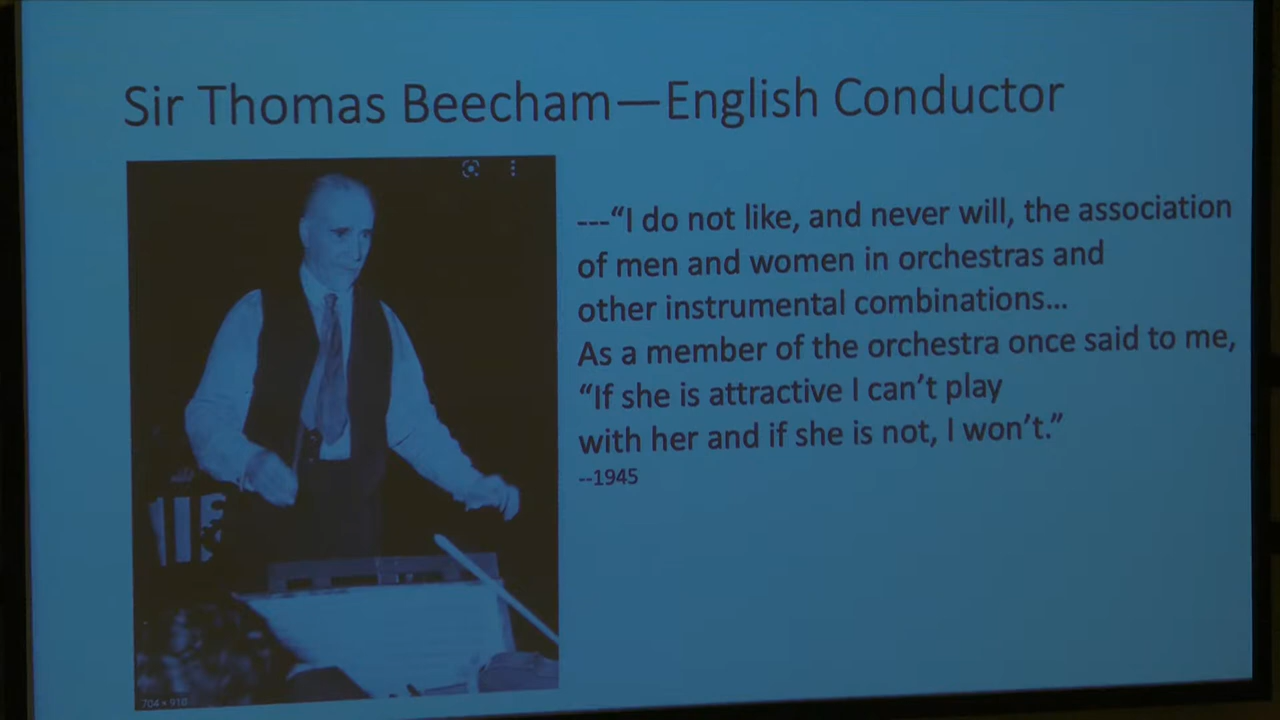 Sir Thomas Beecham—English Conductor
---“I do not like, and never will, the association
of men and women in orchestras and
other instrumental combinations...
As a member of the orchestra once said to me,
“If she is attractive I can’t play
with her and if she is not, I won’t.”
--1945
704 × 910